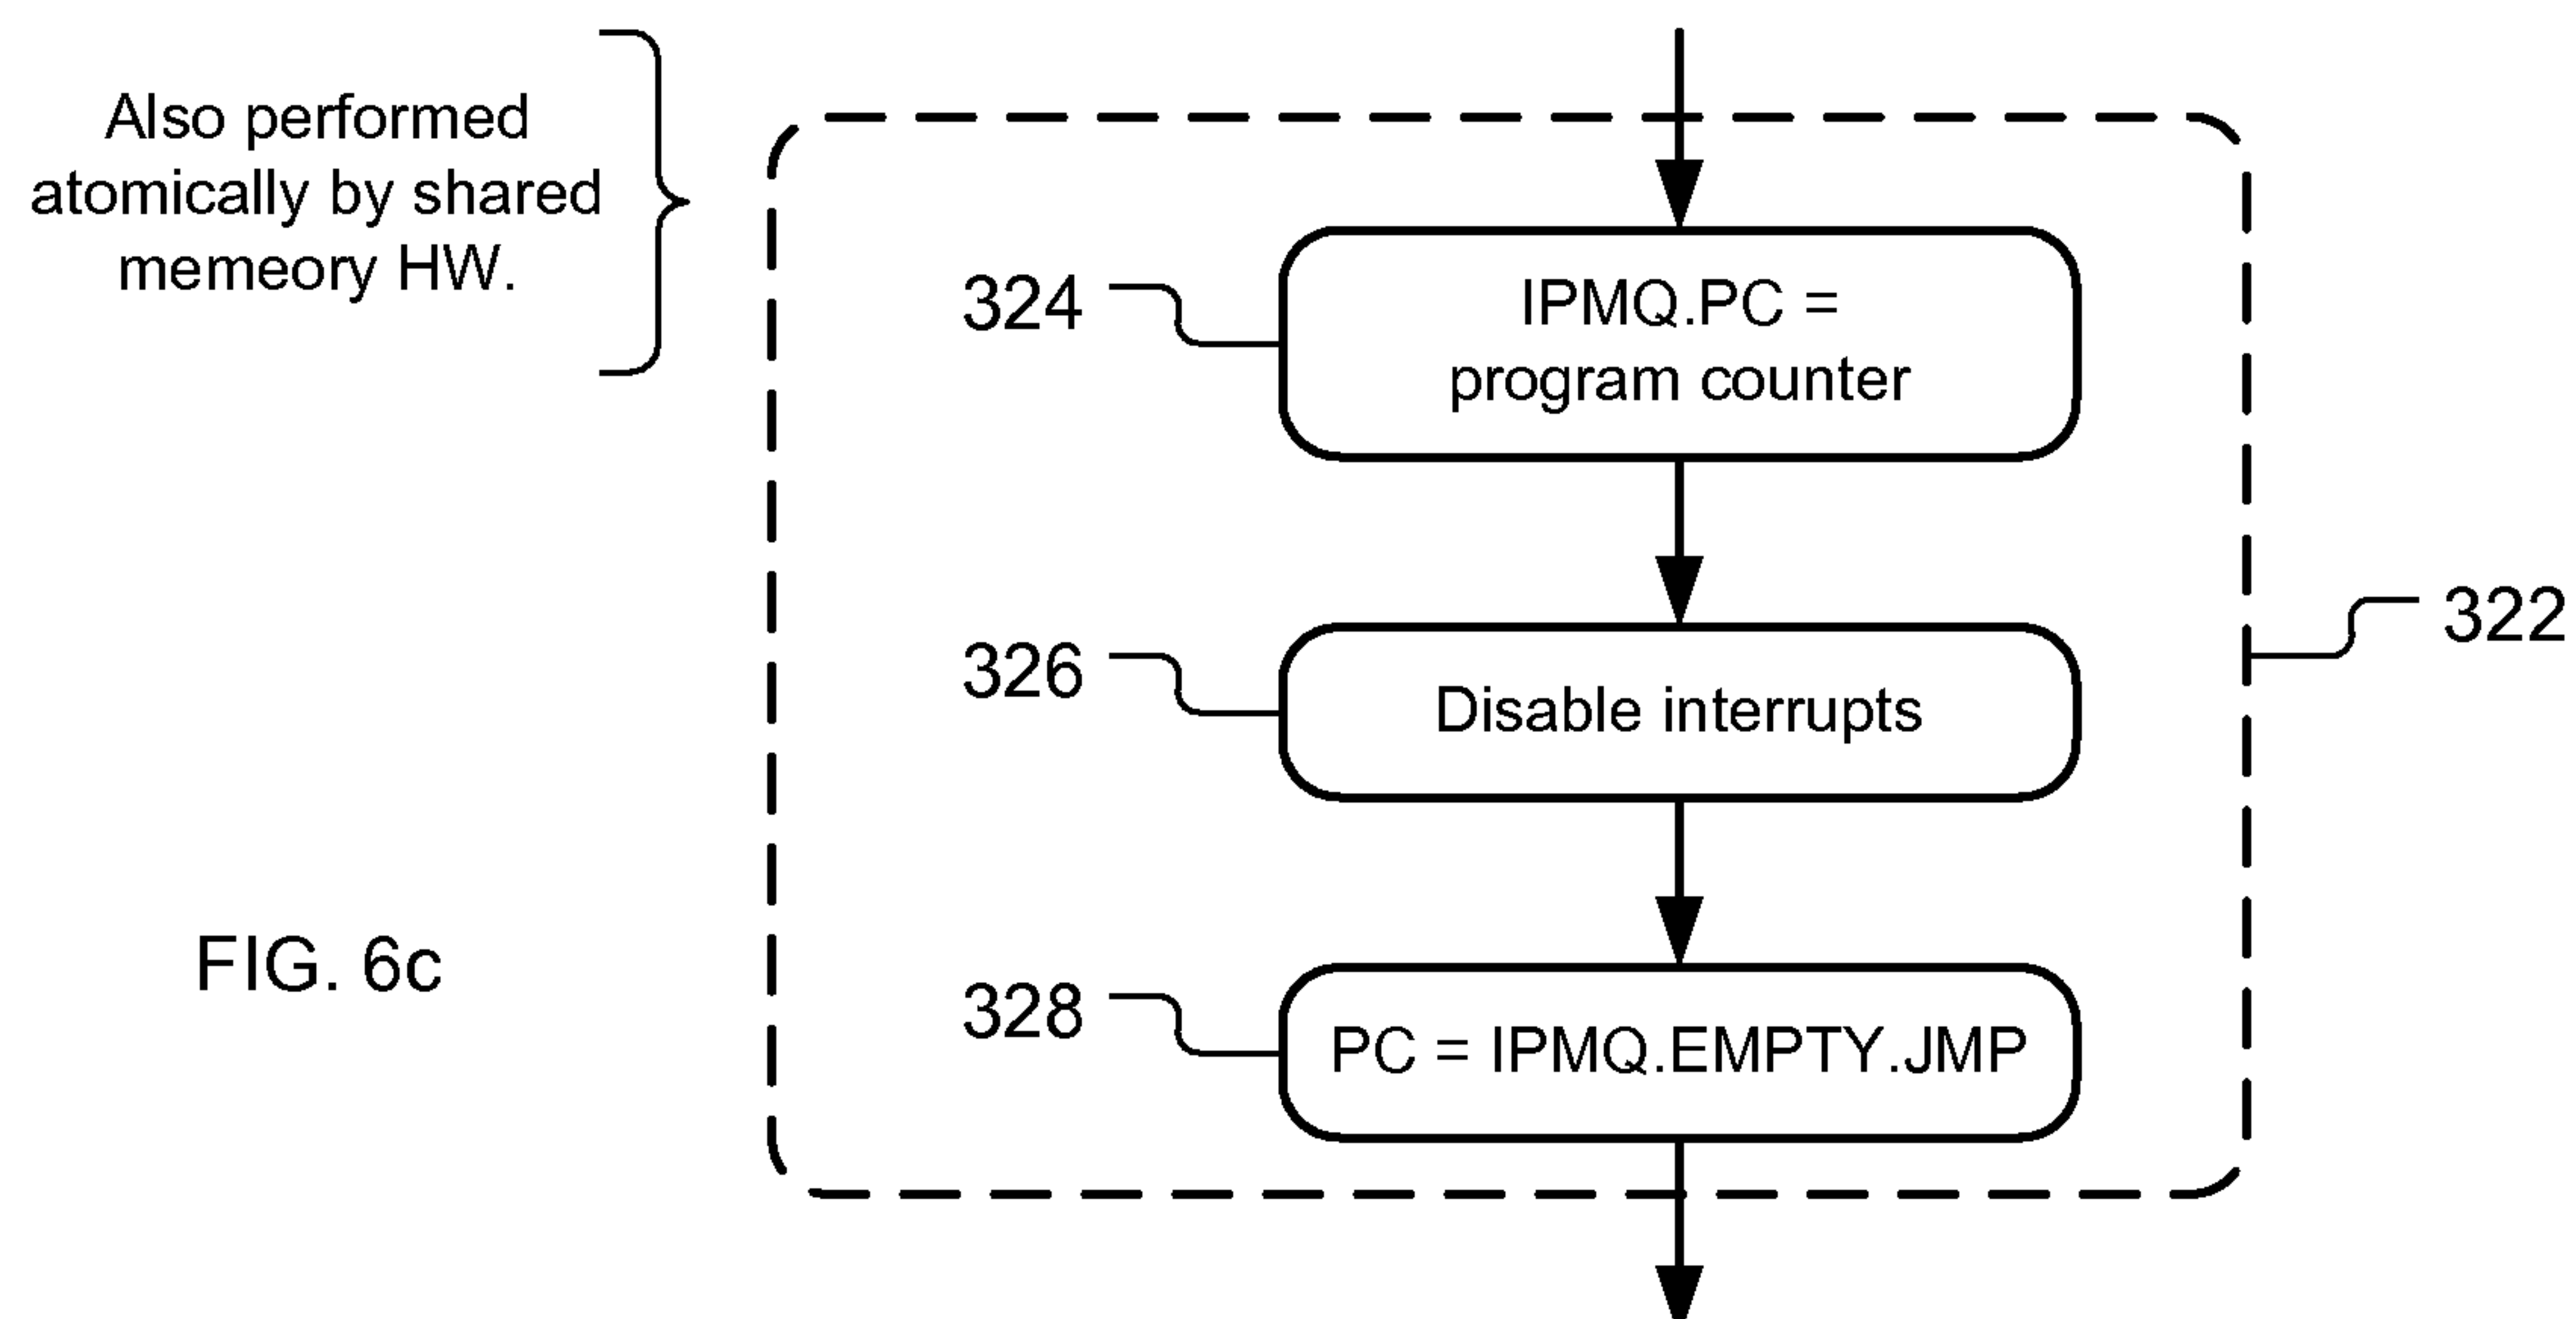 Also performed
atomically by shared
memeory HW.
324
IPMQ.PC =
program counter
326
Disable interrupts
322
328
PC = IPMQ.EMPTY.JMP
FIG. 6c